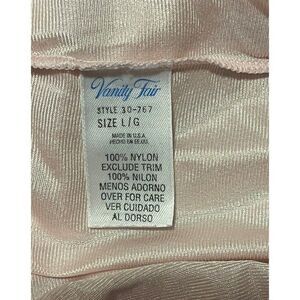 Vanity Fair
STYLE 30-767
SIZE L/G
MADE IN U.S.A.
HECHO EN EE.UU.
100% NYLON
EXCLUDE TRIM
100% NILON
MENOS ADORNO
OVER FOR CARE
VER CUIDADO
AL DORSO